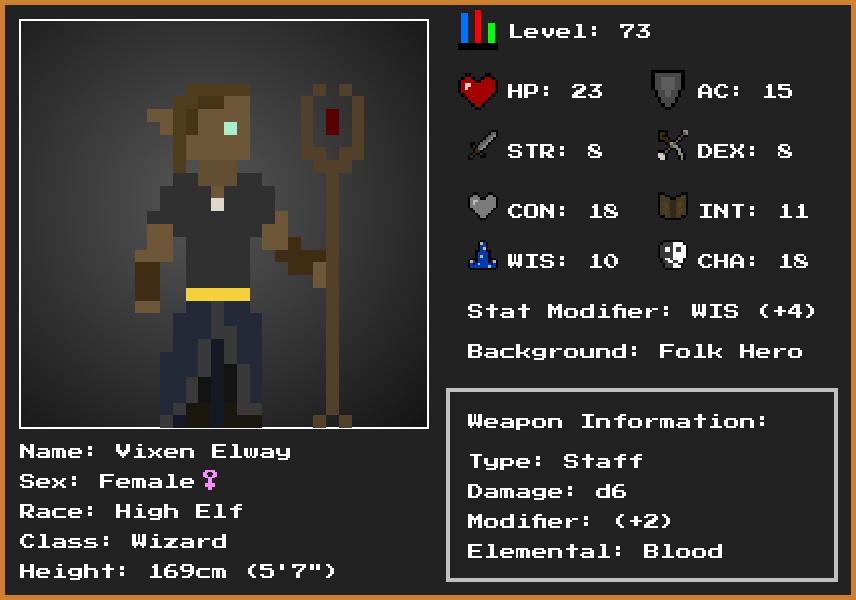 Level: 73
HP: 23
AC: 15
STR: 8
DEX: 8
CON: 18
INT: 11
WIS: 10
CHA: 18
Stat Modifier: WIS (+4)
Background: Folk Hero
Weapon Information:
Type: Staff
Damage: d6
Modifier: (+2)
Elemental: Blood
Name: Vixen Elway
Sex: Female♀
Race: High Elf
Class: Wizard
Height: 169cm (5'7")